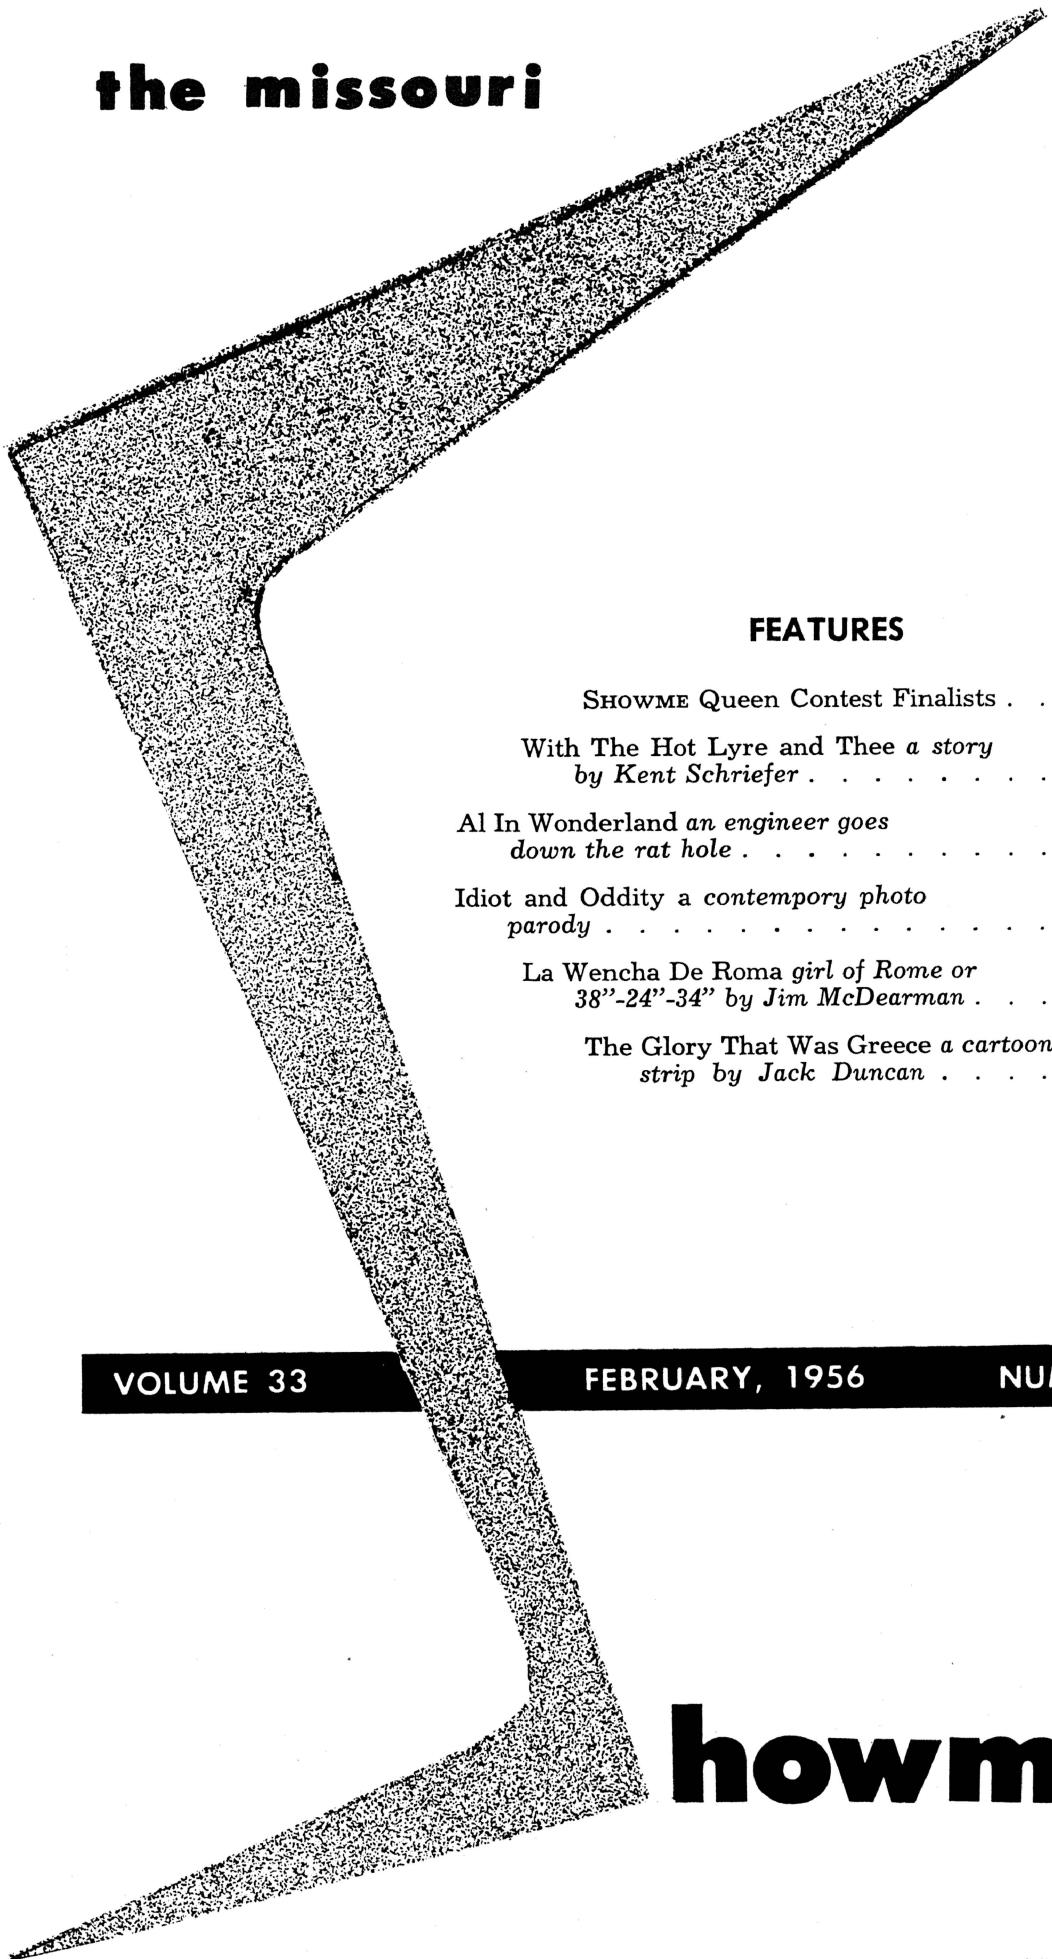 the missouri
FEATURES
SHOWME Queen Contest Finalists . .
With The Hot Lyre and Thee a story
by Kent Schriefer . . . . . . . .
Al In Wonderland an engineer goes
down the rat hole . . . . . . . . . .
Idiot and Oddity a contempory photo
parody . . . . . . . . . . . . . .
La Wencha De Roma girl of Rome or
38”-24”-34” by Jim McDearman . . .
The Glory That Was Greece a cartoon
strip by Jack Duncan . . . .
VOLUME 33 FEBRUARY, 1956 NU
howm